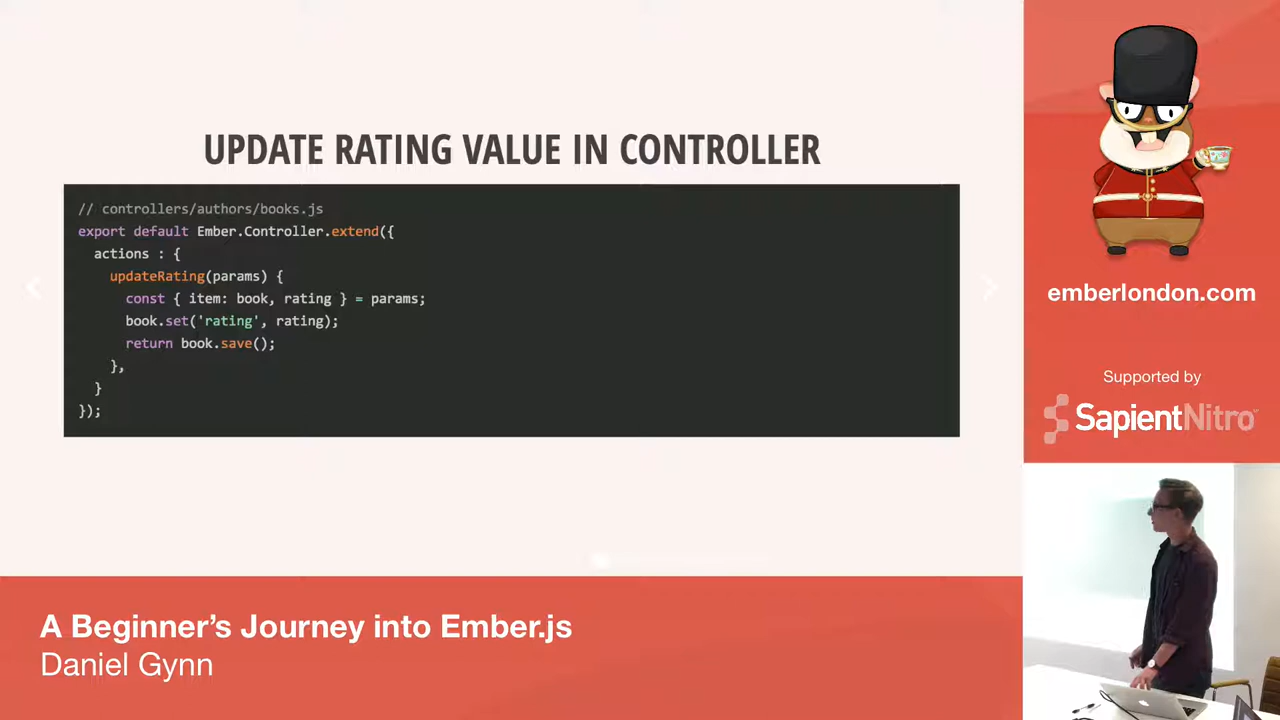 UPDATE RATING VALUE IN CONTROLLER
// controllers/authors/books.js
export default Ember.Controller.extend({
actions : {
updateRating(params) {
const { item: book, rating } = params;
book.set('rating', rating);
return book.save();
},
}
});
emberlondon.com
Supported by
SapientNitro
A Beginner's Journey into Ember.js
Daniel Gynn